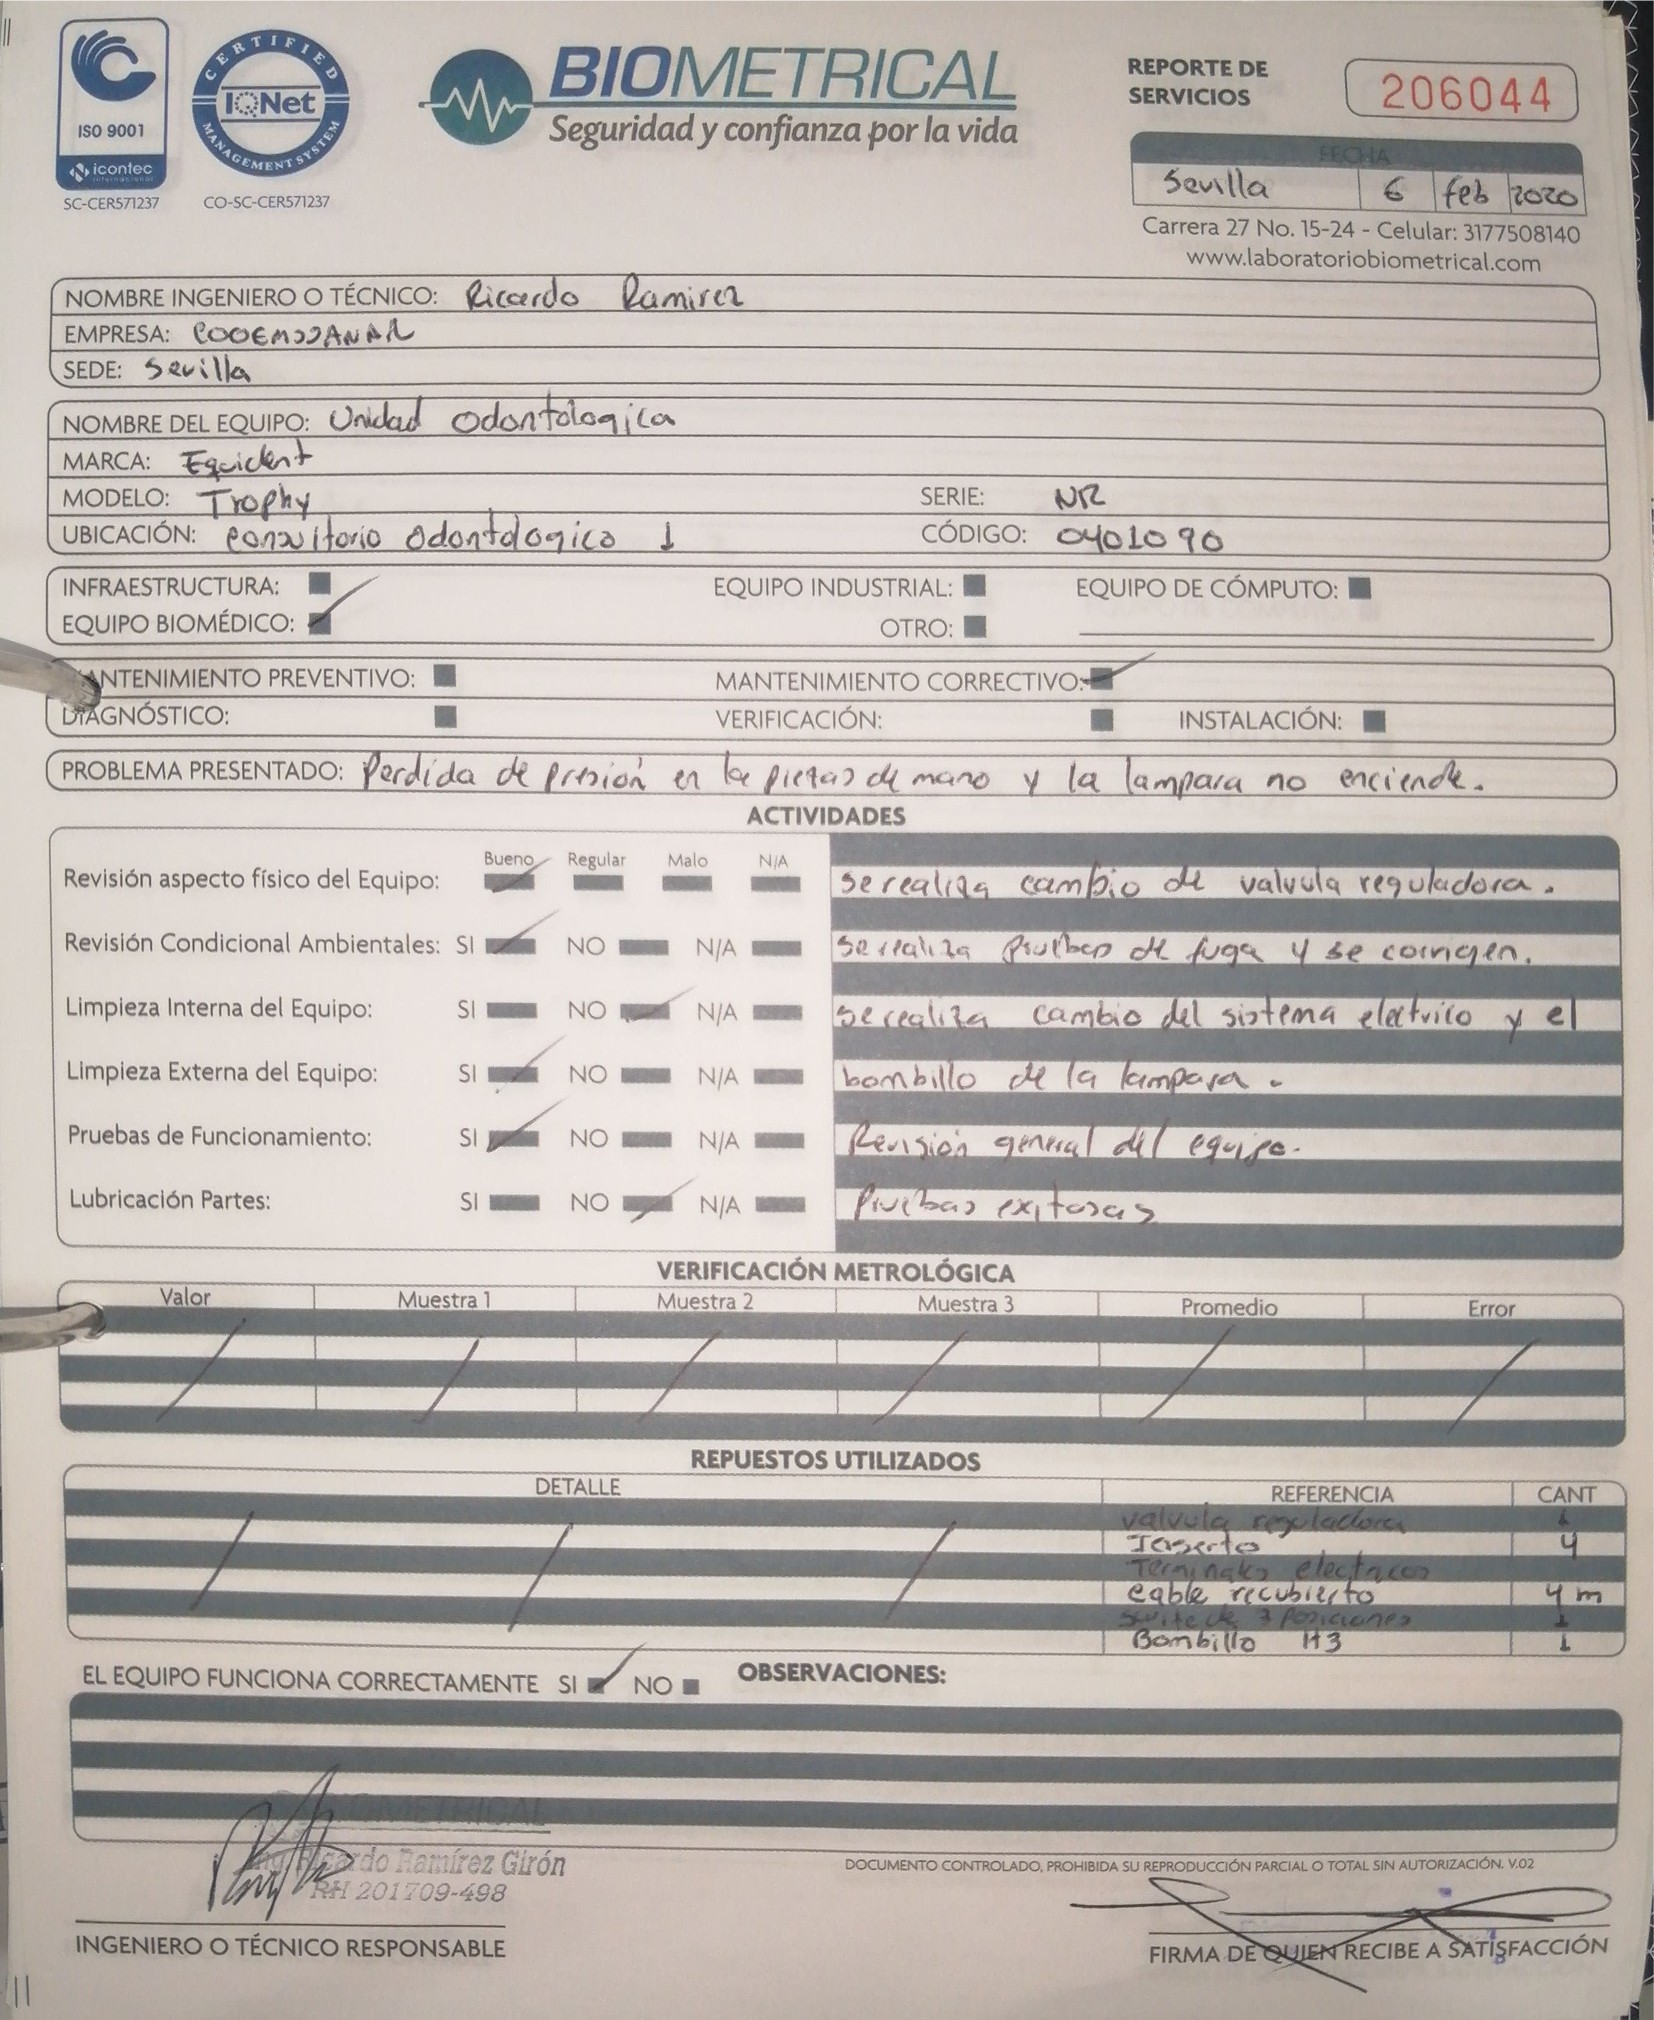 ISO 9001
icontec
internacional
SC-CER571237
CERTIFIED
IQNet
MANAGEMENT SYSTEM
CO-SC-CER571237
BIOMETRICAL
Seguridad y confianza por la vida
REPORTE DE
SERVICIOS
206044
FECHA
Sevilla 6 feb 2020
Carrera 27 No. 15-24 - Celular: 3177508140
www.laboratoriobiometrical.com
NOMBRE INGENIERO O TÉCNICO: Ricardo Ramirez
EMPRESA: COOEMSSANAR
SEDE: Sevilla
NOMBRE DEL EQUIPO: Unidad Odontologica
MARCA: Equident
MODELO: Trophy SERIE: NR
UBICACIÓN: consultorio Odontologico 1 CÓDIGO: 0401090
INFRAESTRUCTURA: EQUIPO INDUSTRIAL: EQUIPO DE CÓMPUTO:
EQUIPO BIOMÉDICO: OTRO:
ANTENIMIENTO PREVENTIVO: MANTENIMIENTO CORRECTIVO:
DIAGNÓSTICO: VERIFICACIÓN: INSTALACIÓN:
PROBLEMA PRESENTADO: Perdida de presión en la piezas de mano y la lampara no enciende.
ACTIVIDADES
Bueno Regular Malo N/A
Revisión aspecto físico del Equipo: se realiza cambio de valvula reguladora.
Revisión Condicional Ambientales: SI NO N/A se realiza pruebas de fuga y se corrigen.
Limpieza Interna del Equipo: SI NO N/A se realiza cambio del sistema electrico y el
Limpieza Externa del Equipo: SI NO N/A bombillo de la lampara.
Pruebas de Funcionamiento: SI NO N/A Revisión general del equipo.
Lubricación Partes: SI NO N/A Pruebas exitosas
VERIFICACIÓN METROLÓGICA
Valor Muestra 1 Muestra 2 Muestra 3 Promedio Error
REPUESTOS UTILIZADOS
DETALLE REFERENCIA CANT
valvula reguladora 1
Inserto 4
Terminales electricos
cable recubierto 4 m
3 posiciones 1
Bombillo H3 1
EL EQUIPO FUNCIONA CORRECTAMENTE SI NO OBSERVACIONES:
BIOMETRICAL
Ing. Ricardo Ramírez Girón
RH 201709-498
DOCUMENTO CONTROLADO, PROHIBIDA SU REPRODUCCIÓN PARCIAL O TOTAL SIN AUTORIZACIÓN. V.02
INGENIERO O TÉCNICO RESPONSABLE
FIRMA DE QUIEN RECIBE A SATISFACCIÓN